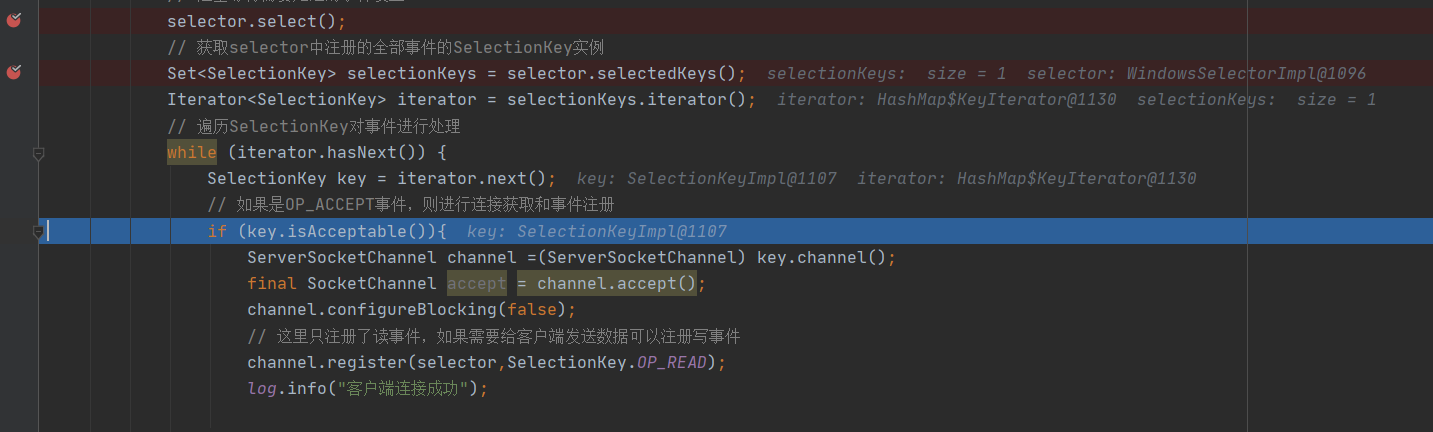 selector.select();
// 获取selector中注册的全部事件的SelectionKey实例
Set<SelectionKey> selectionKeys = selector.selectedKeys(); selectionKeys: size = 1 selector: WindowsSelectorImpl@1096
Iterator<SelectionKey> iterator = selectionKeys.iterator(); iterator: HashMap$KeyIterator@1130 selectionKeys: size = 1
// 遍历SelectionKey对事件进行处理
while (iterator.hasNext()) {
SelectionKey key = iterator.next(); key: SelectionKeyImpl@1107 iterator: HashMap$KeyIterator@1130
// 如果是OP_ACCEPT事件，则进行连接获取和事件注册
if (key.isAcceptable()){ key: SelectionKeyImpl@1107
ServerSocketChannel channel =(ServerSocketChannel) key.channel();
final SocketChannel accept = channel.accept();
channel.configureBlocking(false);
// 这里只注册了读事件，如果需要给客户端发送数据可以注册写事件
channel.register(selector,SelectionKey.OP_READ);
log.info("客户端连接成功");